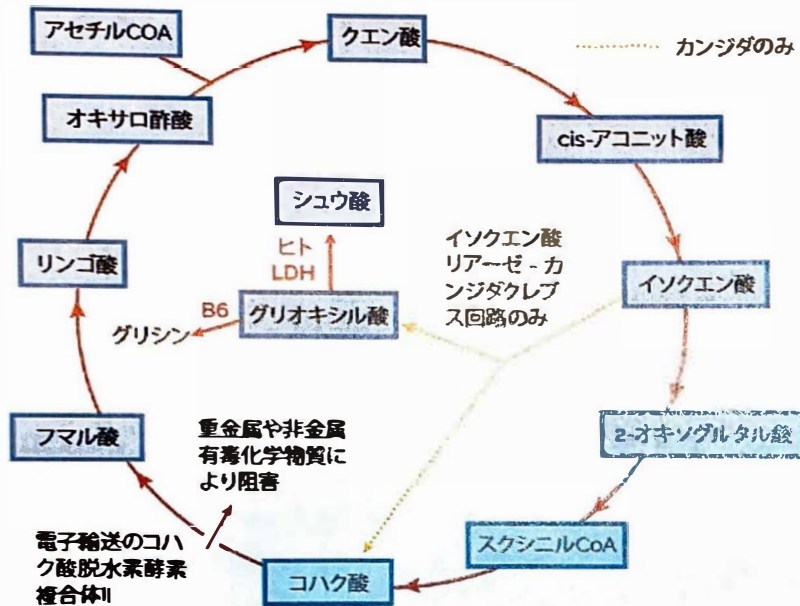 アセチルCOA
クエン酸
カンジダのみ
オキサロ酢酸
cis-アコニット酸
シュウ酸
ヒト
LDH
イソクエン酸
リアーゼ - カ
ンジダクレブ
ス回路のみ
リンゴ酸
イソクエン酸
B6
グリオキシル酸
グリシン
フマル酸
重金属や非金属
有毒化学物質に
より阻害
2-オキソグルタル酸
電子輸送のコハ
ク酸脱水素酵素
複合体II
スクシニルCoA
コハク酸